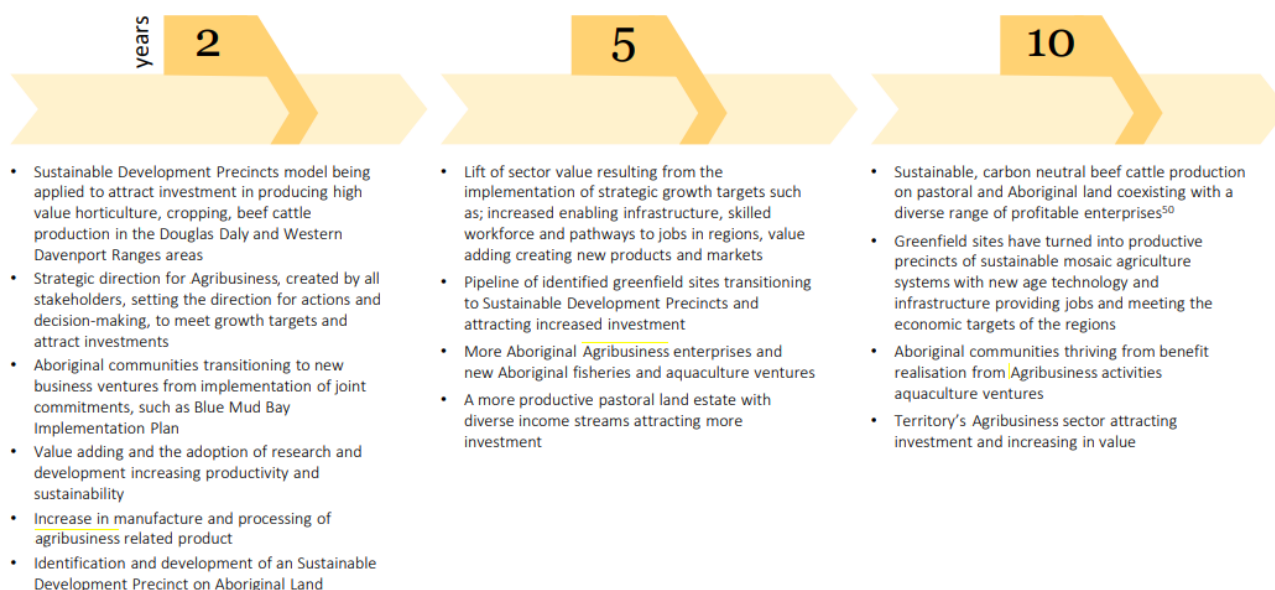 years
2
• Sustainable Development Precincts model being
applied to attract investment in producing high
value horticulture, cropping, beef cattle
production in the Douglas Daly and Western
Davenport Ranges areas
• Strategic direction for Agribusiness, created by all
stakeholders, setting the direction for actions and
decision-making, to meet growth targets and
attract investments
• Aboriginal communities transitioning to new
business ventures from implementation of joint
commitments, such as Blue Mud Bay
Implementation Plan
• Value adding and the adoption of research and
development increasing productivity and
sustainability
• Increase in manufacture and processing of
agribusiness related product
• Identification and development of an Sustainable
Development Precinct on Aboriginal Land
5
• Lift of sector value resulting from the
implementation of strategic growth targets such
as; increased enabling infrastructure, skilled
workforce and pathways to jobs in regions, value
adding creating new products and markets
• Pipeline of identified greenfield sites transitioning
to Sustainable Development Precincts and
attracting increased investment
• More Aboriginal Agribusiness enterprises and
new Aboriginal fisheries and aquaculture ventures
• A more productive pastoral land estate with
diverse income streams attracting more
investment
10
• Sustainable, carbon neutral beef cattle production
on pastoral and Aboriginal land coexisting with a
diverse range of profitable enterprises⁵⁰
• Greenfield sites have turned into productive
precincts of sustainable mosaic agriculture
systems with new age technology and
infrastructure providing jobs and meeting the
economic targets of the regions
• Aboriginal communities thriving from benefit
realisation from Agribusiness activities
aquaculture ventures
• Territory's Agribusiness sector attracting
investment and increasing in value